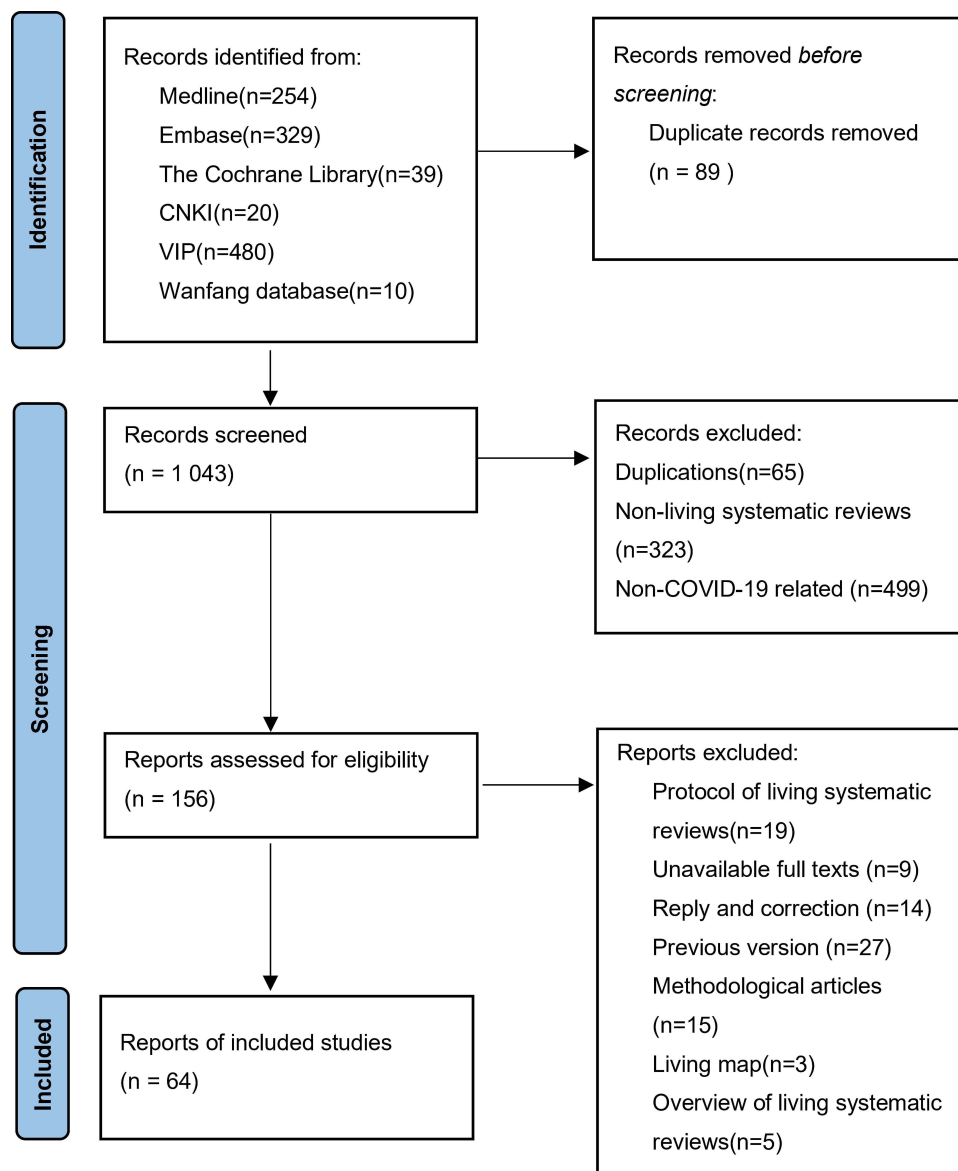 Identification
Records identified from:
Medline(n=254)
Embase(n=329)
The Cochrane Library(n=39)
CNKI(n=20)
VIP(n=480)
Wanfang database(n=10)
Records removed before
screening:
Duplicate records removed
(n = 89 )
Screening
Records screened
(n = 1 043)
Records excluded:
Duplications(n=65)
Non-living systematic reviews
(n=323)
Non-COVID-19 related (n=499)
Reports assessed for eligibility
(n = 156)
Reports excluded:
Protocol of living systematic
reviews(n=19)
Unavailable full texts (n=9)
Reply and correction (n=14)
Previous version (n=27)
Methodological articles
(n=15)
Living map(n=3)
Overview of living systematic
reviews(n=5)
Included
Reports of included studies
(n = 64)